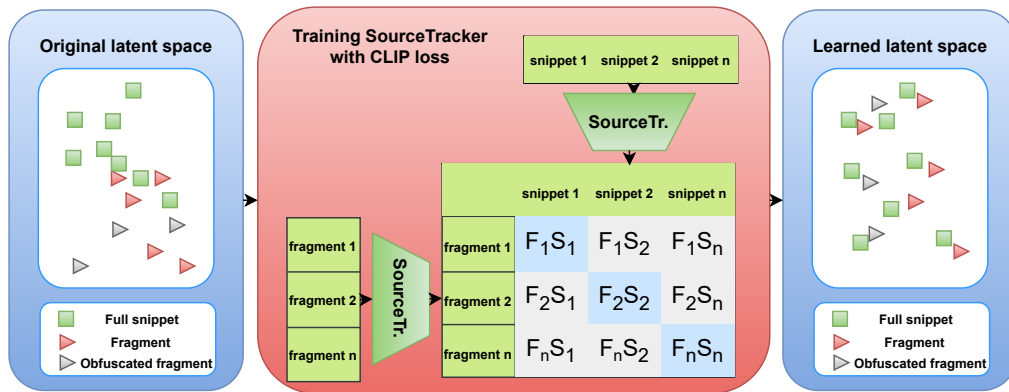 Original latent space
Full snippet
Fragment
Obfuscated fragment
Training SourceTracker
with CLIP loss
snippet 1 snippet 2 snippet n
SourceTr.
snippet 1 snippet 2 snippet n
fragment 1
fragment 2
fragment n
SourceTr.
fragment 1 F1S1 F1S2 F1Sn
fragment 2 F2S1 F2S2 F2Sn
fragment n FnS1 FnS2 FnSn
Learned latent space
Full snippet
Fragment
Obfuscated fragment